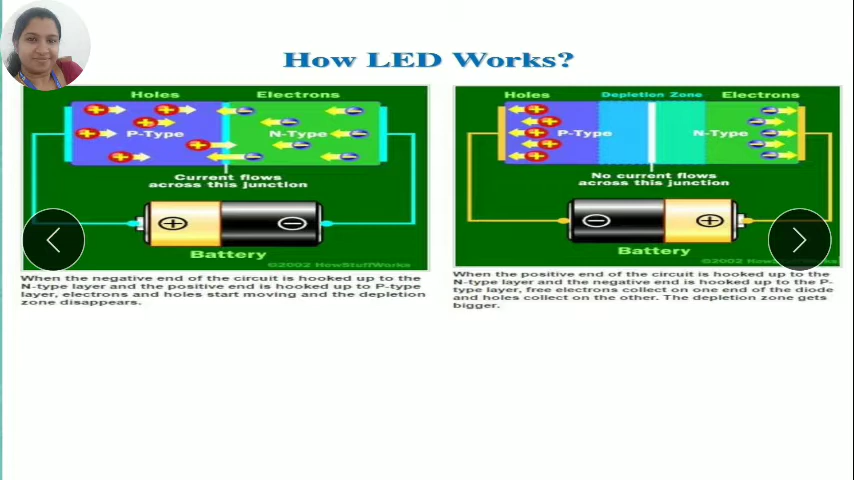 How LED Works?
Holes Electrons
P-Type N-Type
Current flows
across this junction
Battery
©2002 HowStuffWorks
When the negative end of the circuit is hooked up to the
N-type layer and the positive end is hooked up to P-type
layer, electrons and holes start moving and the depletion
zone disappears.
Holes Depletion Zone Electrons
P-Type N-Type
No current flows
across this junction
Battery
©2002 HowStuffWorks
When the positive end of the circuit is hooked up to the
N-type layer and the negative end is hooked up to the P-
type layer, free electrons collect on one end of the diode
and holes collect on the other. The depletion zone gets
bigger.